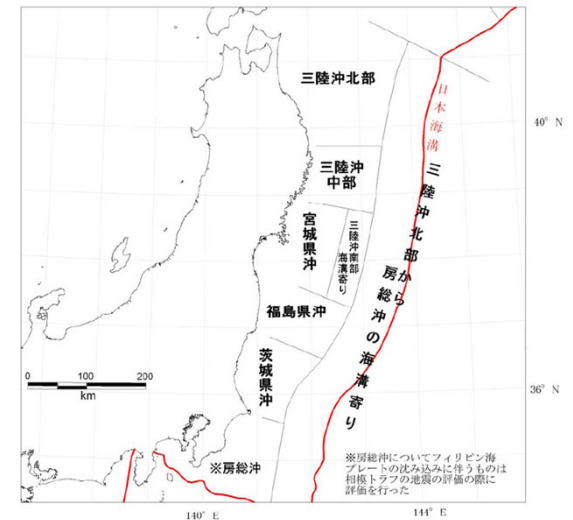 三陸沖北部
日本海溝
40° N
三陸沖
中部
三陸沖北部から
房総沖の海溝寄り
宮城県沖
三陸沖南部
海溝寄り
福島県沖
茨城県沖
0 100 200
km
36° N
※房総沖
※房総沖についてフィリピン海
プレートの沈み込みに伴うものは
相模トラフの地震の評価の際に
評価を行った
140° E
144° E